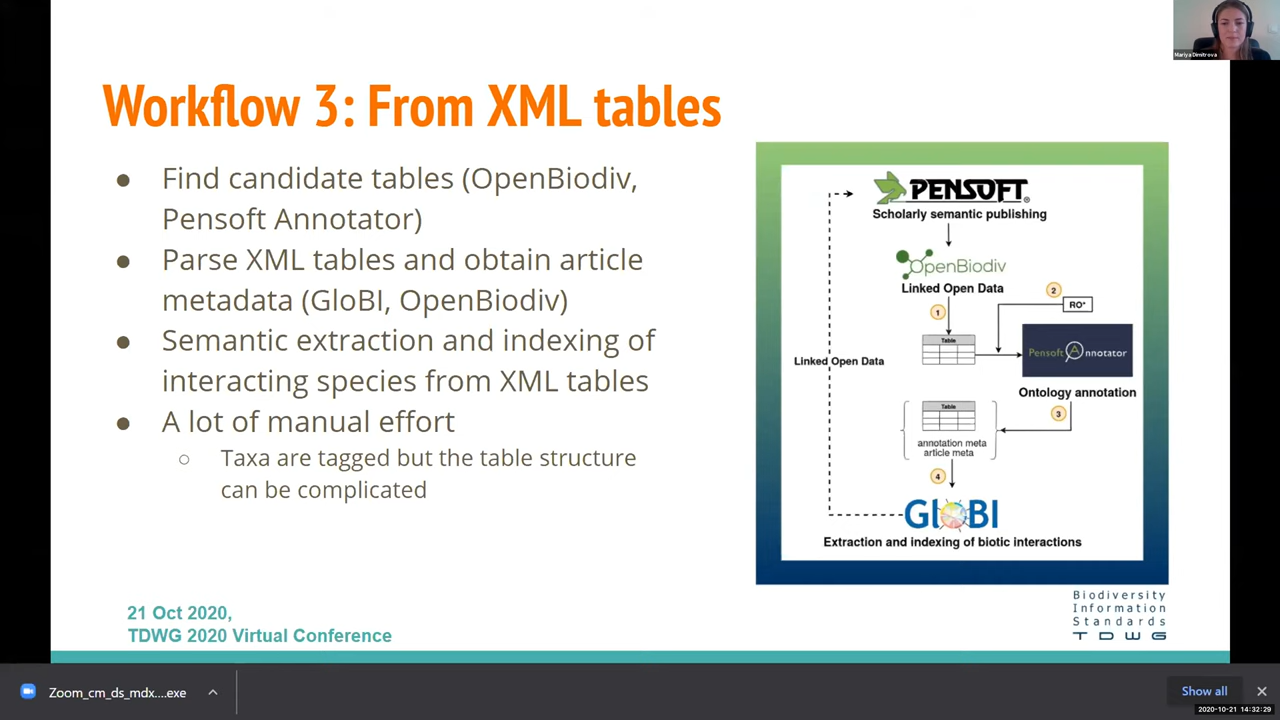 Mariya Dimitrova
Workflow 3: From XML tables
● Find candidate tables (OpenBiodiv,
Pensoft Annotator)
● Parse XML tables and obtain article
metadata (GloBI, OpenBiodiv)
● Semantic extraction and indexing of
interacting species from XML tables
● A lot of manual effort
○ Taxa are tagged but the table structure
can be complicated
PENSOFT®
Scholarly semantic publishing
OpenBiodiv
Linked Open Data
1
2
RO*
Table
Pensoft Annotator
Linked Open Data
Ontology annotation
3
Table
annotation meta
article meta
4
GloBI
Extraction and indexing of biotic interactions
21 Oct 2020,
TDWG 2020 Virtual Conference
Biodiversity
Information
Standards
TDWG
Zoom_cm_ds_mdx....exe
Show all
2020-10-21 14:32:29